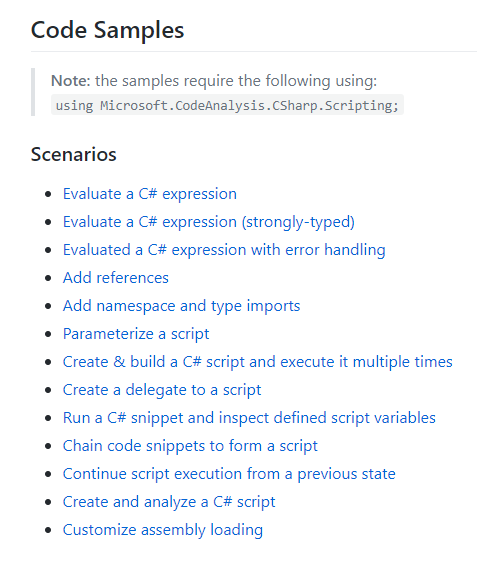 Code Samples
Note: the samples require the following using:
using Microsoft.CodeAnalysis.CSharp.Scripting;
Scenarios
Evaluate a C# expression
Evaluate a C# expression (strongly-typed)
Evaluated a C# expression with error handling
Add references
Add namespace and type imports
Parameterize a script
Create & build a C# script and execute it multiple times
Create a delegate to a script
Run a C# snippet and inspect defined script variables
Chain code snippets to form a script
Continue script execution from a previous state
Create and analyze a C# script
Customize assembly loading